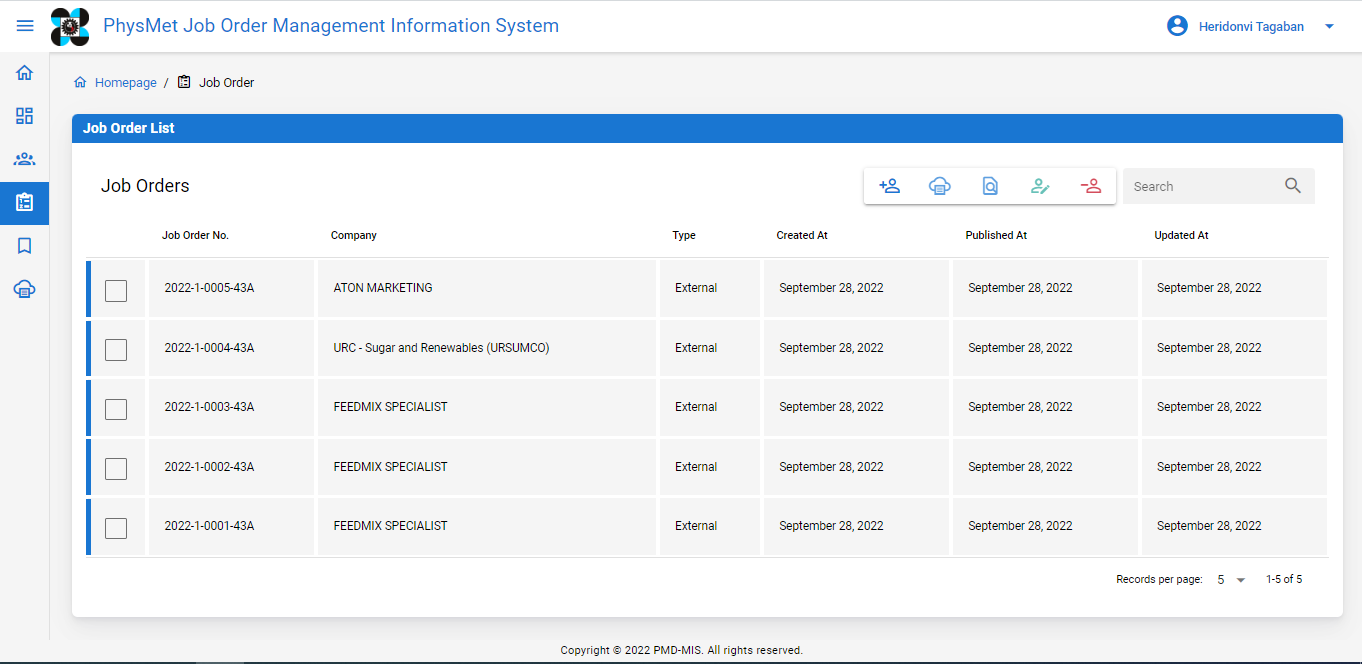 PhysMet Job Order Management Information System
Heridonvi Tagaban
Homepage / Job Order
Job Order List
Job Orders
Search
Job Order No. Company Type Created At Published At Updated At
2022-1-0005-43A ATON MARKETING External September 28, 2022 September 28, 2022 September 28, 2022
2022-1-0004-43A URC - Sugar and Renewables (URSUMCO) External September 28, 2022 September 28, 2022 September 28, 2022
2022-1-0003-43A FEEDMIX SPECIALIST External September 28, 2022 September 28, 2022 September 28, 2022
2022-1-0002-43A FEEDMIX SPECIALIST External September 28, 2022 September 28, 2022 September 28, 2022
2022-1-0001-43A FEEDMIX SPECIALIST External September 28, 2022 September 28, 2022 September 28, 2022
Records per page: 5 1-5 of 5
Copyright © 2022 PMD-MIS. All rights reserved.